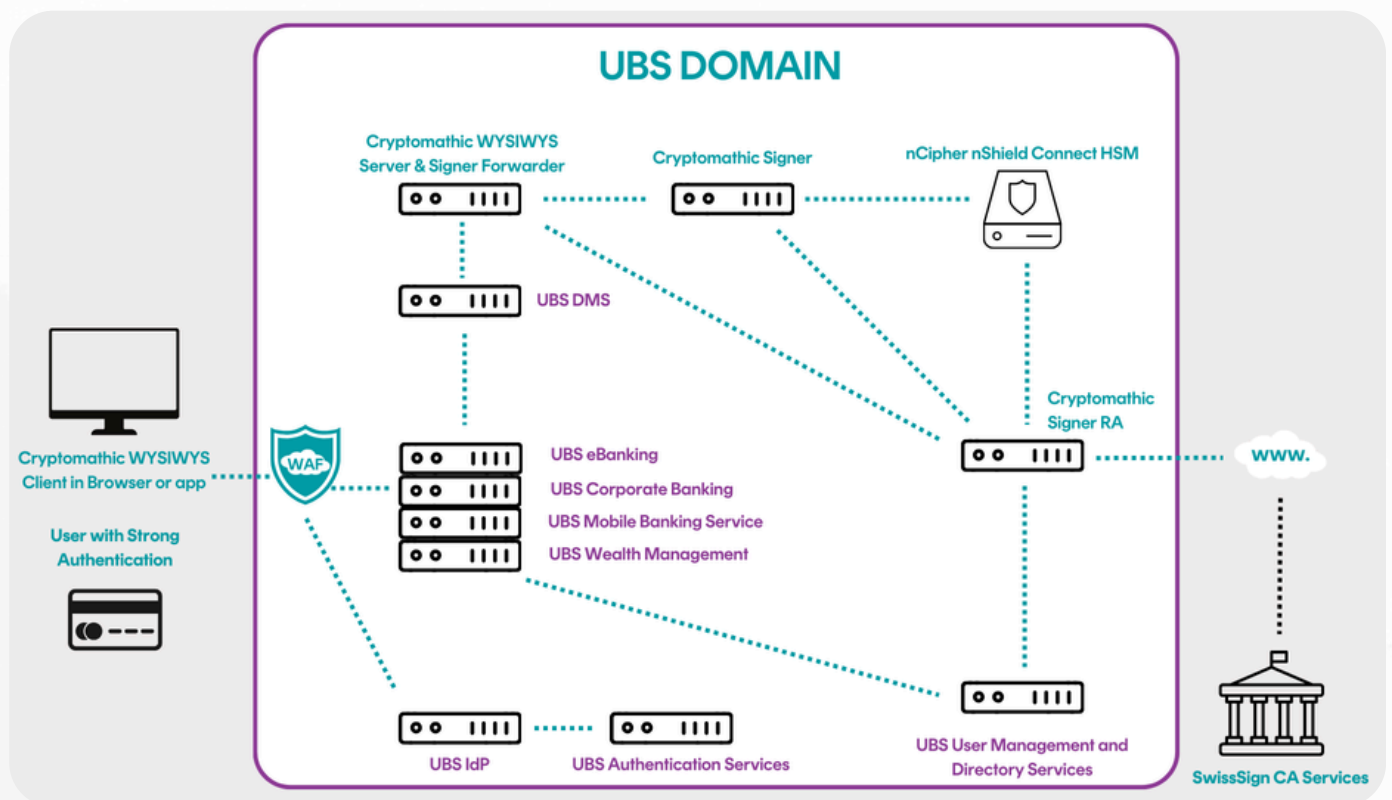 UBS DOMAIN
Cryptomathic WYSIWYS
Server & Signer Forwarder
Cryptomathic Signer
nCipher nShield Connect HSM
UBS DMS
Cryptomathic
Signer RA
WAF
Cryptomathic WYSIWYS
Client in Browser or app
UBS eBanking
UBS Corporate Banking
UBS Mobile Banking Service
UBS Wealth Management
www.
User with Strong
Authentication
UBS IdP
UBS Authentication Services
UBS User Management and
Directory Services
SwissSign CA Services